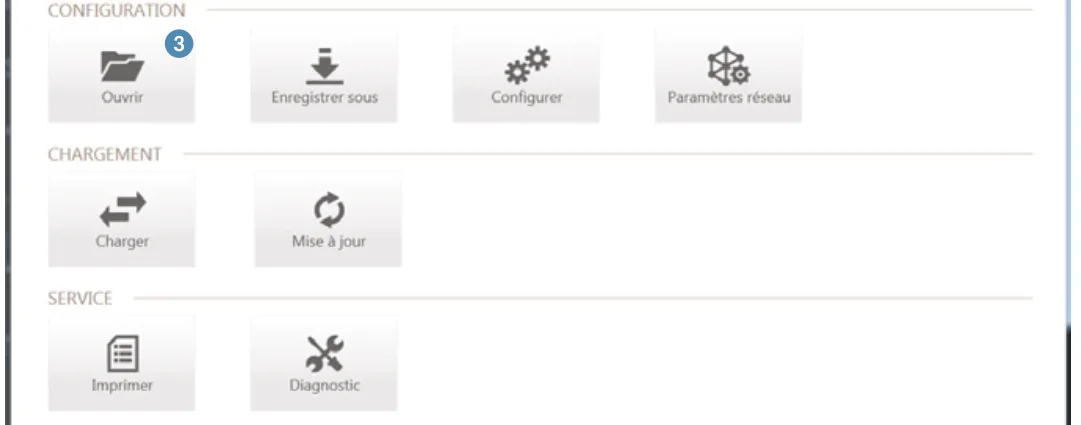 CONFIGURATION
3
Ouvrir
Enregistrer sous
Configurer
Paramètres réseau
CHARGEMENT
Charger
Mise à jour
SERVICE
Imprimer
Diagnostic